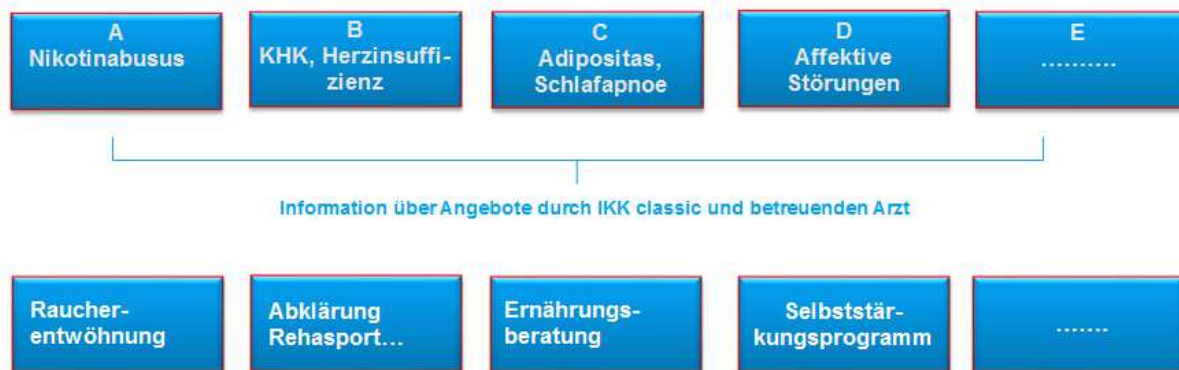 A
Nikotinabusus
B
KHK, Herzinsuffi-
zienz
C
Adipositas,
Schlafapnoe
D
Affektive
Störungen
E
..........
Information über Angebote durch IKK classic und betreuenden Arzt
Raucher-
entwöhnung
Abklärung
Rehasport...
Ernährungs-
beratung
Selbststär-
kungsprogramm
.......